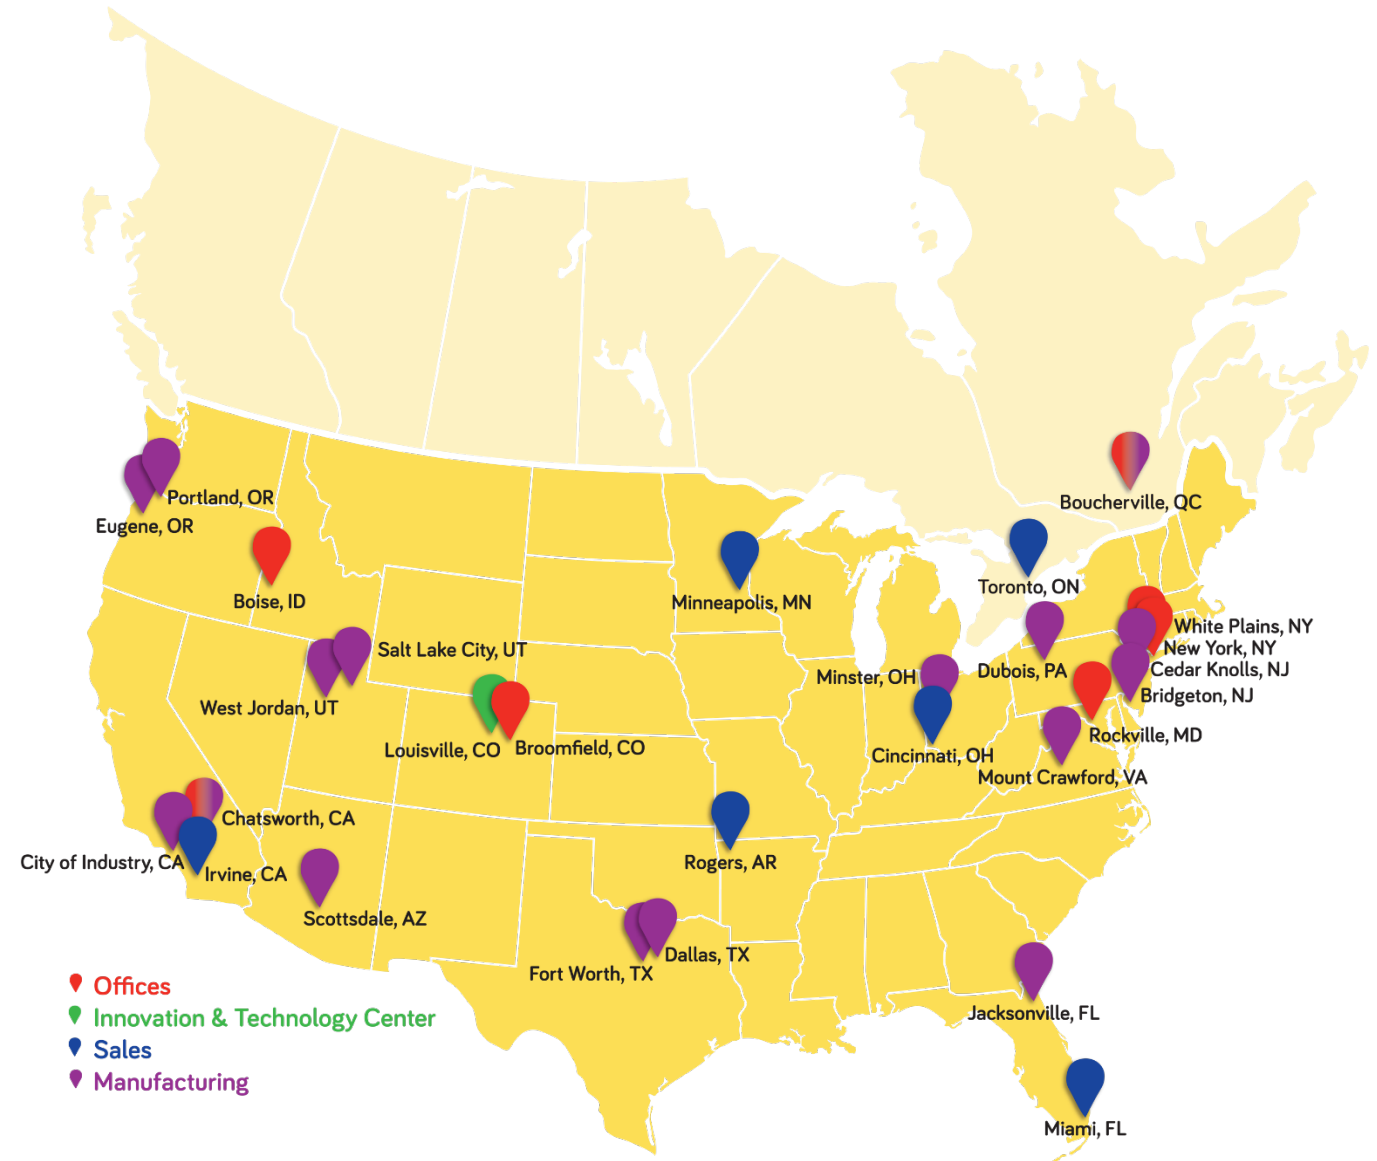 Boucherville, QC
Portland, OR
Eugene, OR
Toronto, ON
Boise, ID
Minneapolis, MN
White Plains, NY
New York, NY
Salt Lake City, UT
Cedar Knolls, NJ
Dubois, PA
Minster, OH
Bridgeton, NJ
West Jordan, UT
Rockville, MD
Louisville, CO
Broomfield, CO
Cincinnati, OH
Mount Crawford, VA
Chatsworth, CA
City of Industry, CA
Rogers, AR
Irvine, CA
Scottsdale, AZ
Dallas, TX
Fort Worth, TX
Jacksonville, FL
Miami, FL
Offices
Innovation & Technology Center
Sales
Manufacturing